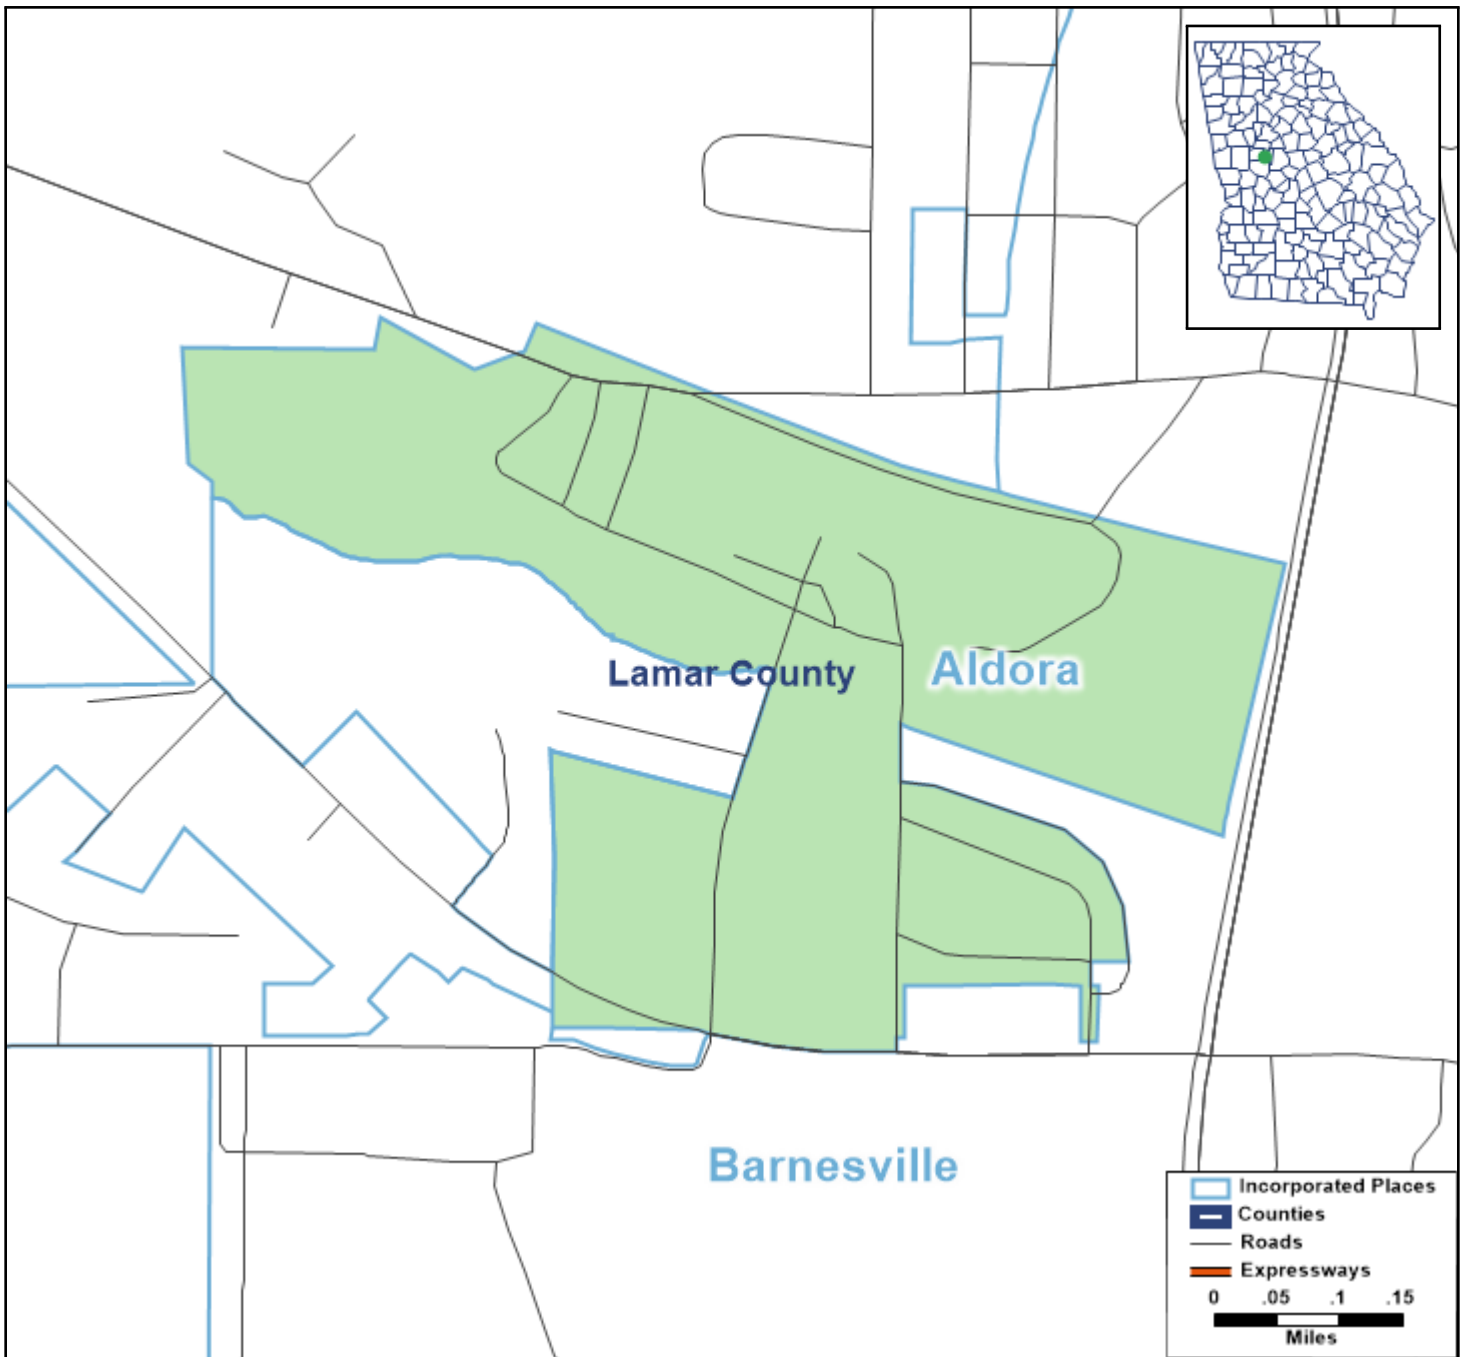 Lamar County
Aldora
Barnesville
Incorporated Places
Counties
Roads
Expressways
0 .05 .1 .15
Miles